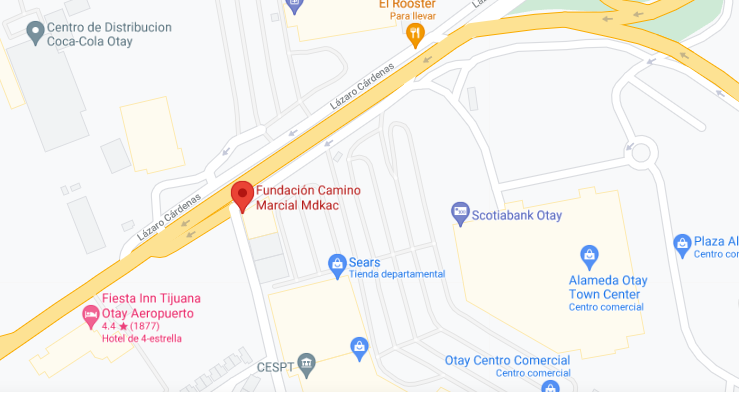 El Rooster
Para llevar
Centro de Distribucion
Coca-Cola Otay
Lázaro Cárdenas
Fundación Camino
Marcial Mdkac
Lázaro Cárdenas
Scotiabank Otay
Plaza Al
Centro co
Sears
Tienda departamental
Alameda Otay
Town Center
Centro comercial
Fiesta Inn Tijuana
Otay Aeropuerto
4.4 ★ (1877)
Hotel de 4-estrella
CESPT
Otay Centro Comercial
Centro comercial